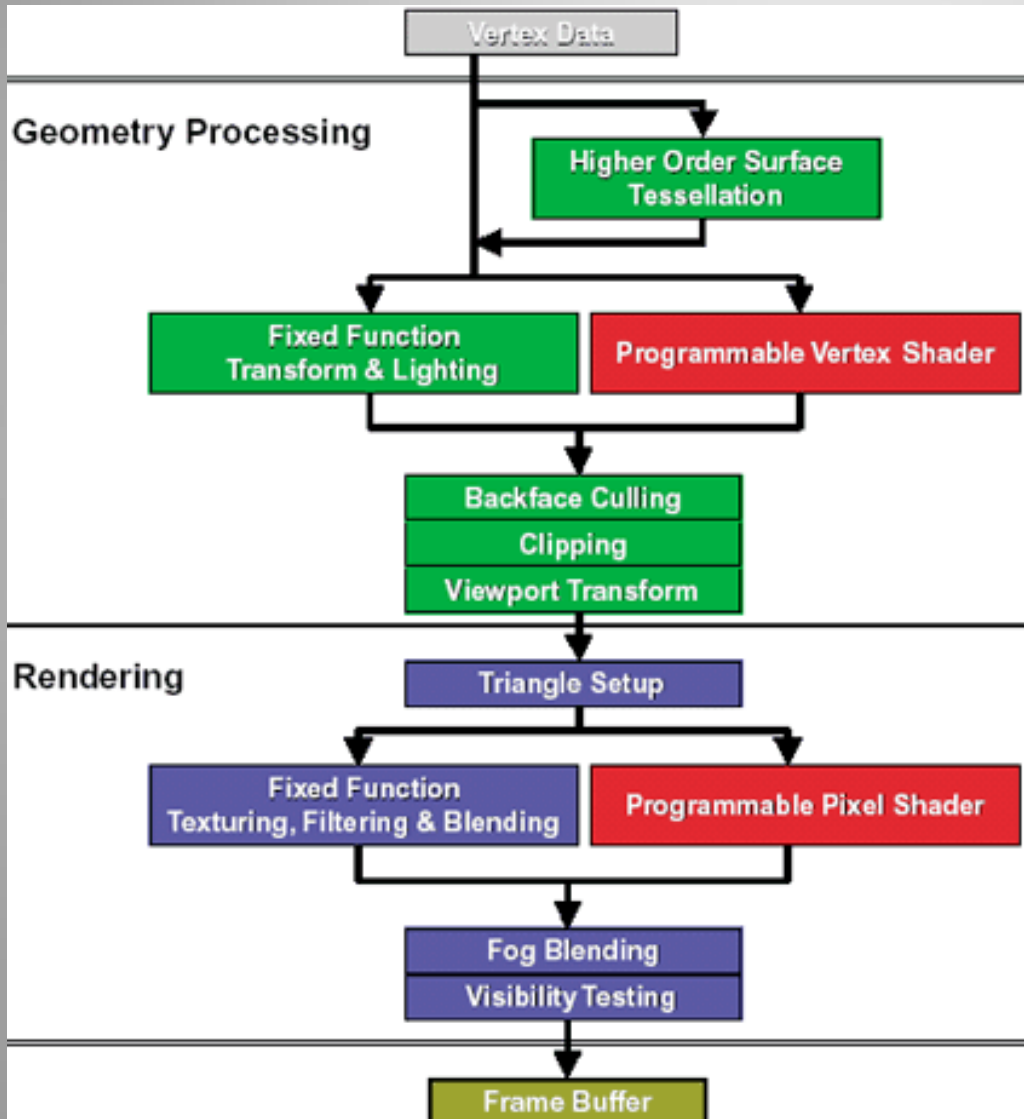 Vertex Data
Geometry Processing
Higher Order Surface
Tessellation
Fixed Function
Transform & Lighting
Programmable Vertex Shader
Backface Culling
Clipping
Viewport Transform
Rendering
Triangle Setup
Fixed Function
Texturing, Filtering & Blending
Programmable Pixel Shader
Fog Blending
Visibility Testing
Frame Buffer